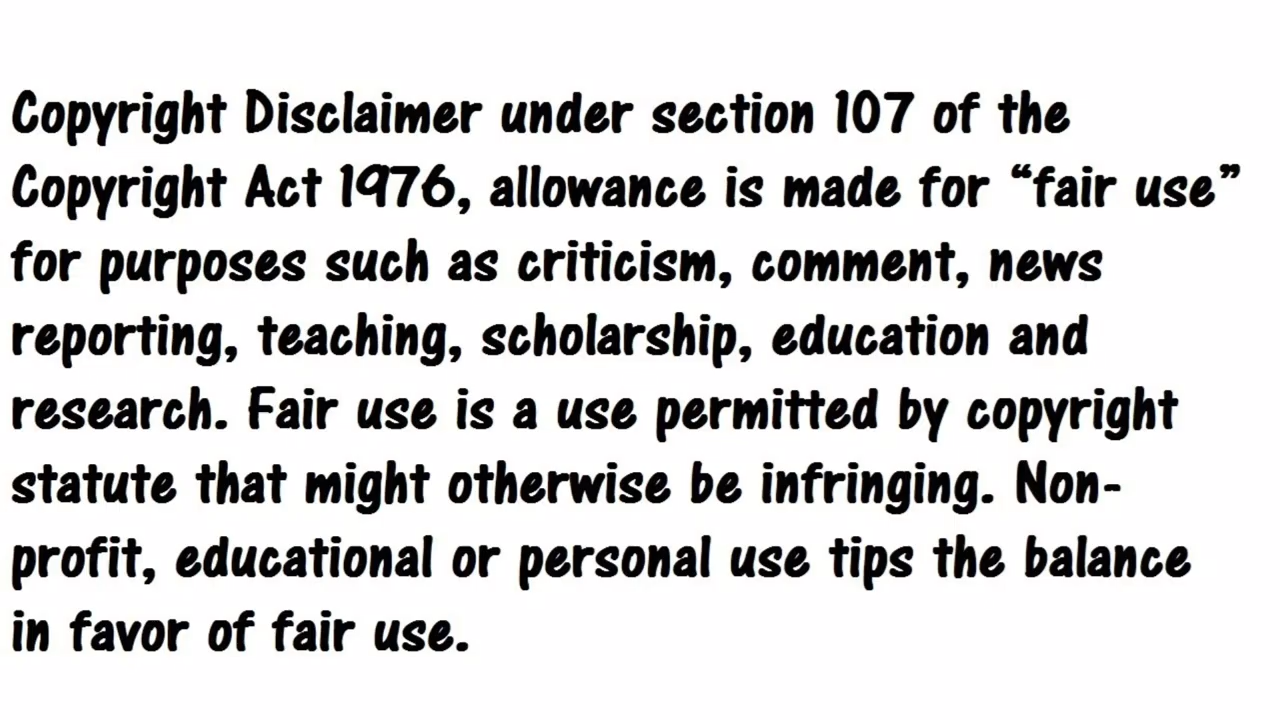 Copyright Disclaimer under section 107 of the
Copyright Act 1976, allowance is made for “fair use”
for purposes such as criticism, comment, news
reporting, teaching, scholarship, education and
research. Fair use is a use permitted by copyright
statute that might otherwise be infringing. Non-
profit, educational or personal use tips the balance
in favor of fair use.